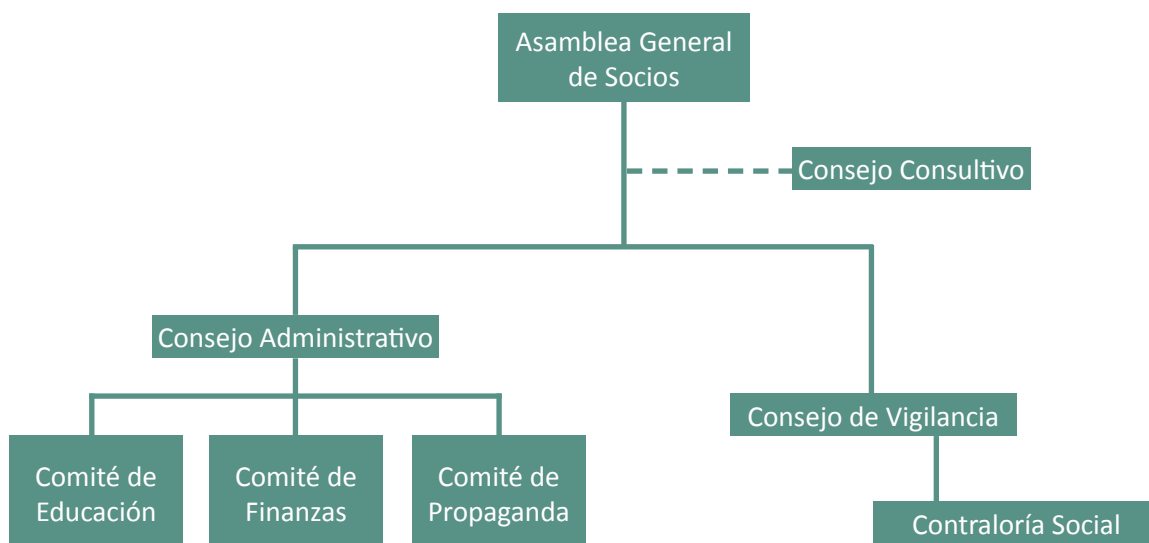 Asamblea General
de Socios
Consejo Consultivo
Consejo Administrativo
Consejo de Vigilancia
Comité de
Educación
Comité de
Finanzas
Comité de
Propaganda
Contraloría Social